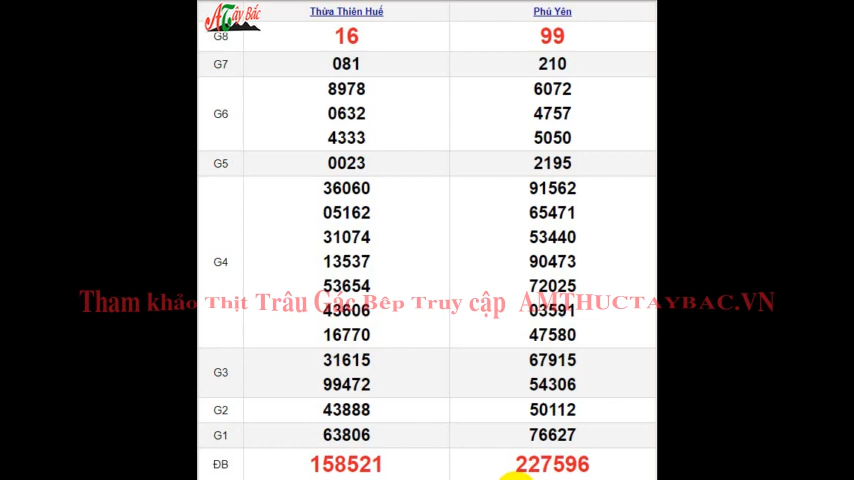 ATây Bắc
Thừa Thiên Huế Phú Yên
G8 16 99
G7 081 210
8978 6072
G6 0632 4757
4333 5050
G5 0023 2195
36060 91562
05162 65471
31074 53440
G4 13537 90473
53654 72025
Tham khảo Thịt Trâu Gác Bếp Truy cập AMTHUCTAYBAC.VN
43606 03591
16770 47580
31615 67915
G3
99472 54306
G2 43888 50112
G1 63806 76627
ĐB 158521 227596